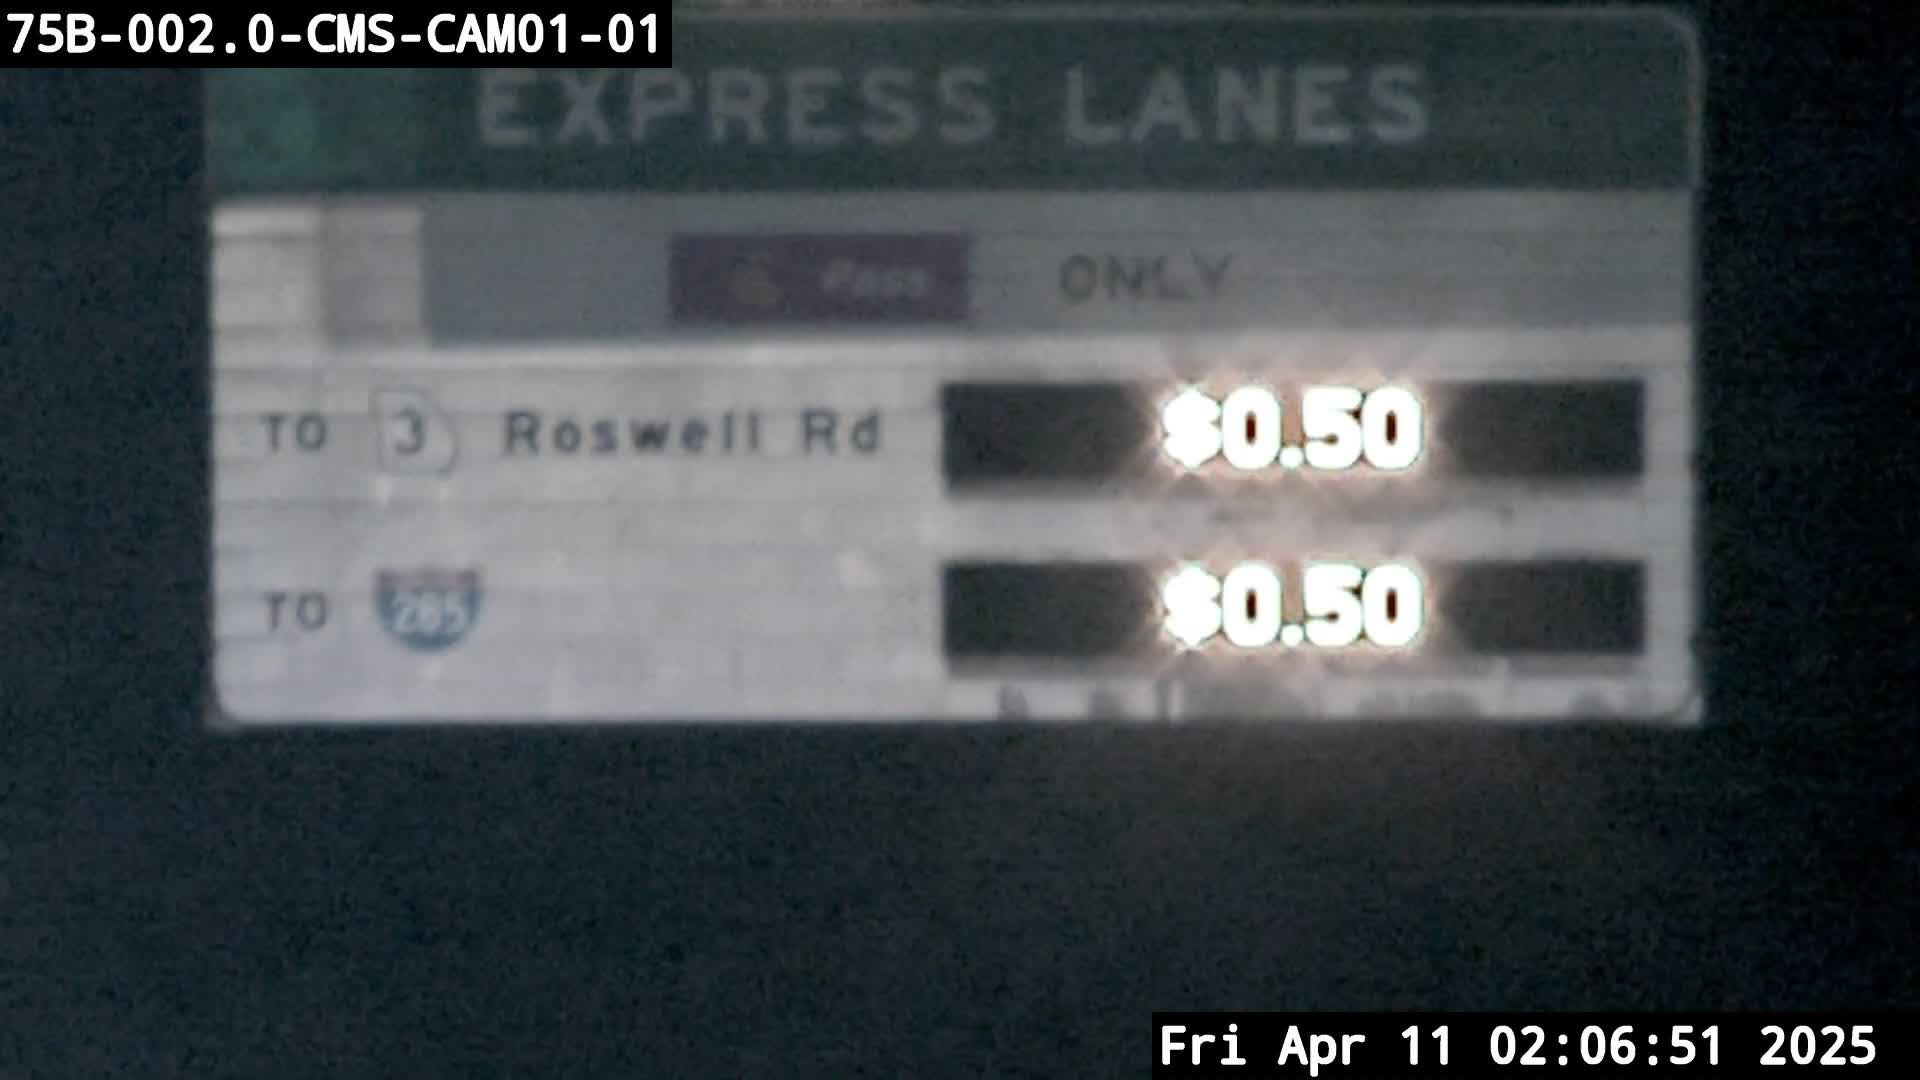 75B-002.0-CMS-CAM01-01
EXPRESS LANES
Pass ONLY
TO 3 Roswell Rd $0.50
TO 285 $0.50
Fri Apr 11 02:06:51 2025